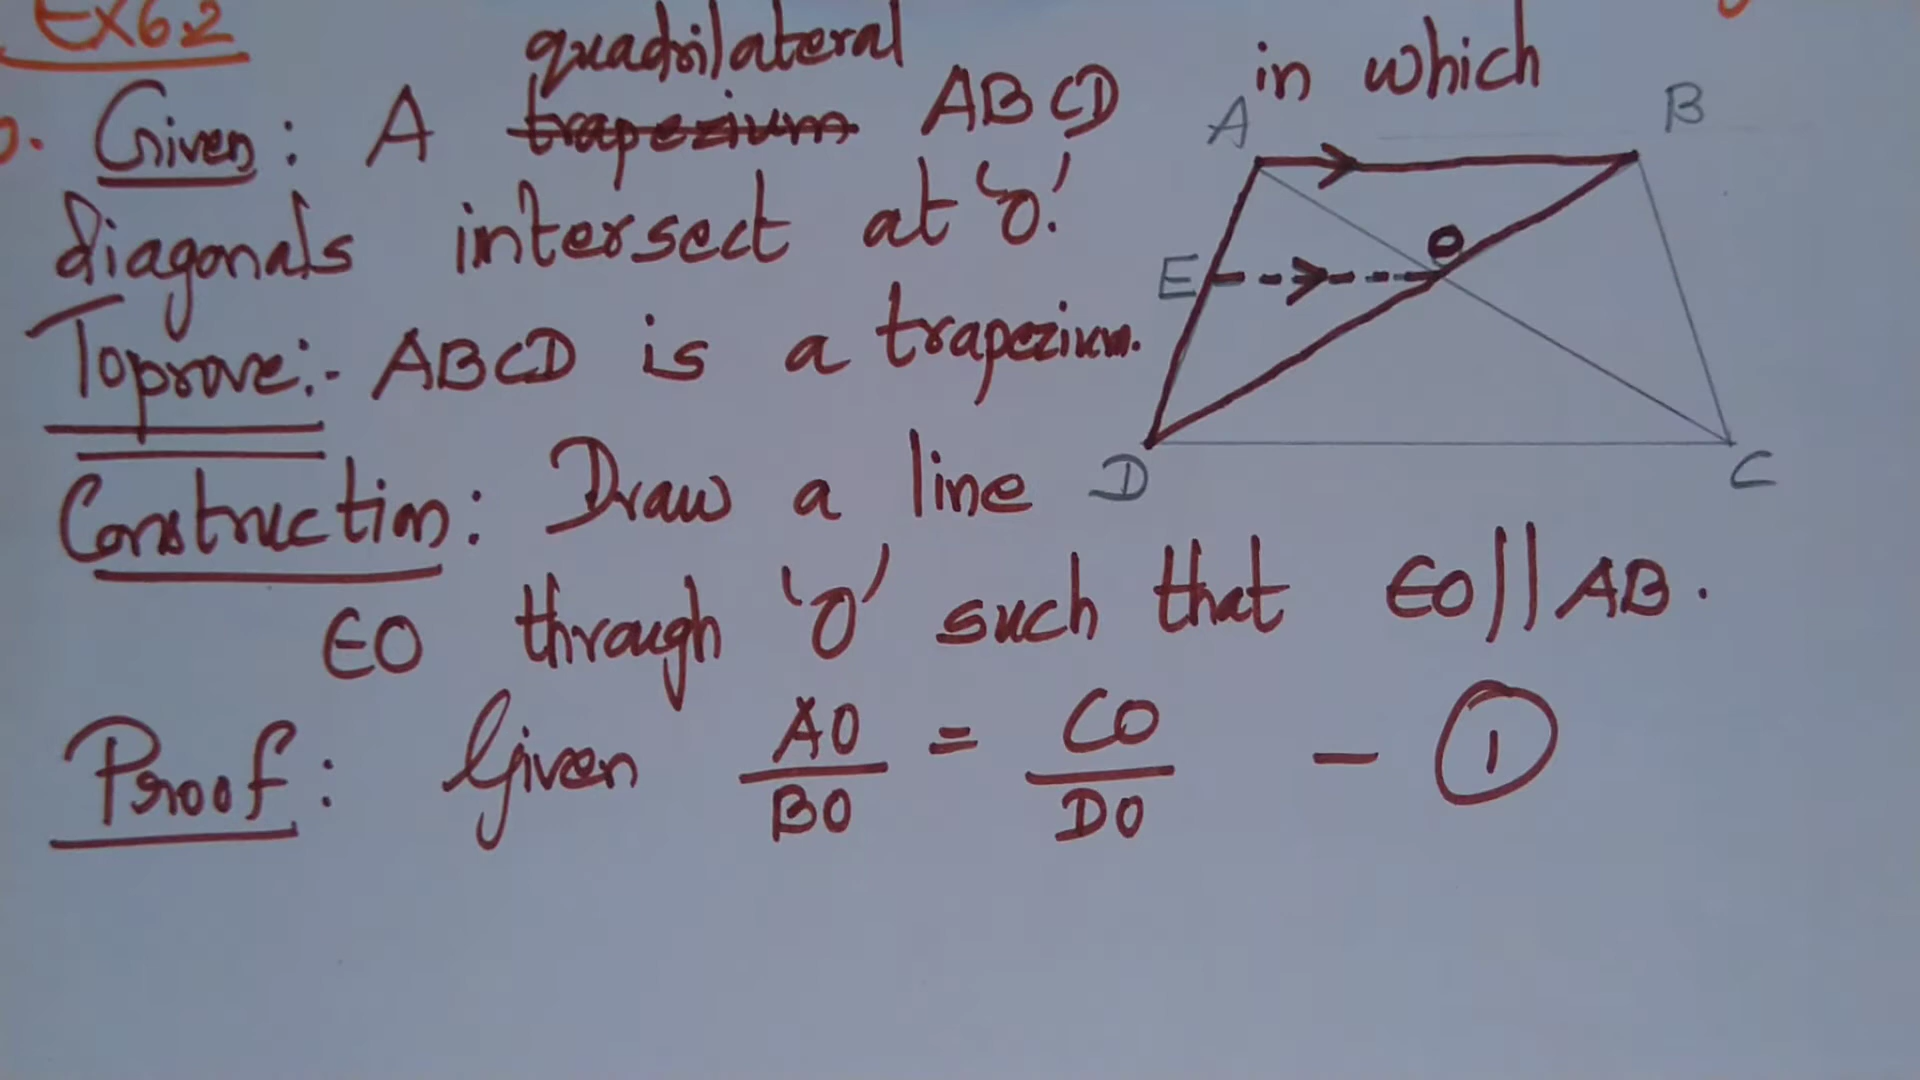 Ex6.2
quadrilateral
Given: A trapezium ABCD in which
diagonals intersect at 'O'.
To prove:- ABCD is a trapezium.
Construction: Draw a line
EO through 'O' such that EO||AB.
Proof: Given AO/BO = CO/DO - 1
A
B
O
E
D
C